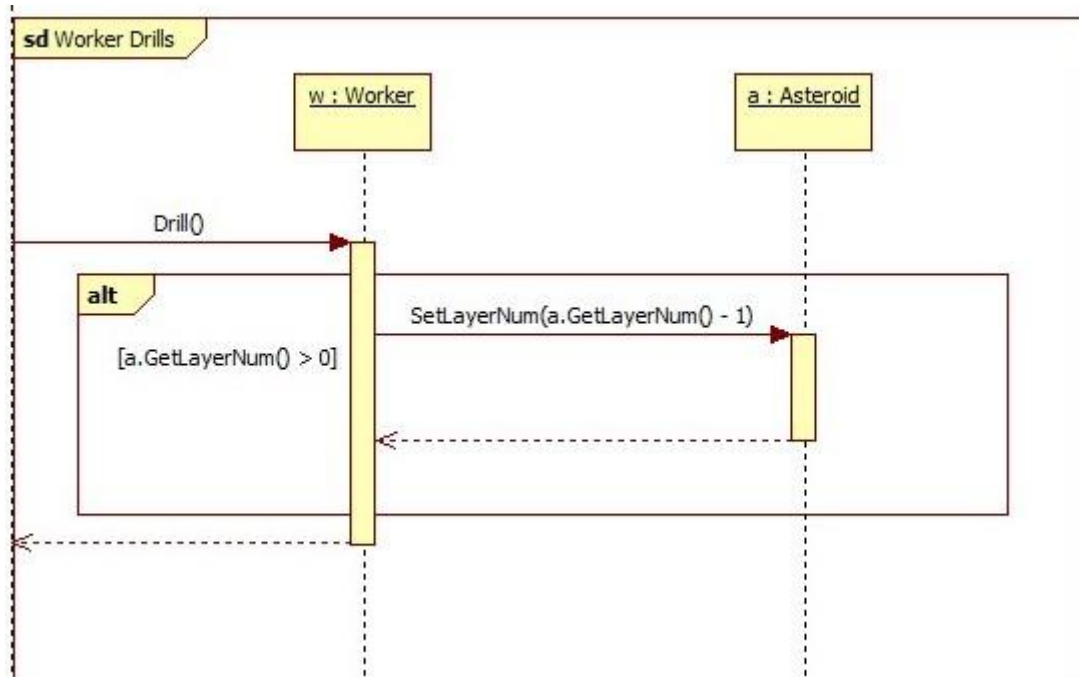 sd Worker Drills
w : Worker
a : Asteroid
Drill()
alt
SetLayerNum(a.GetLayerNum() - 1)
[a.GetLayerNum() > 0]